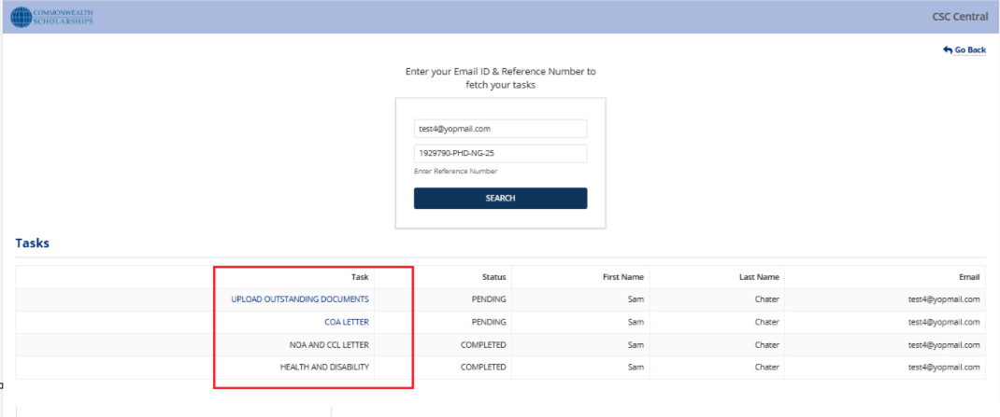 COMMONWEALTH
SCHOLARSHIPS
CSC Central
Go Back
Enter your Email ID & Reference Number to
fetch your tasks
test4@yopmail.com
1929790-PHD-NG-25
Enter Reference Number
SEARCH
Tasks
Task Status First Name Last Name Email
UPLOAD OUTSTANDING DOCUMENTS PENDING Sam Chater test4@yopmail.com
COA LETTER PENDING Sam Chater test4@yopmail.com
NOA AND CCL LETTER COMPLETED Sam Chater test4@yopmail.com
HEALTH AND DISABILITY COMPLETED Sam Chater test4@yopmail.com